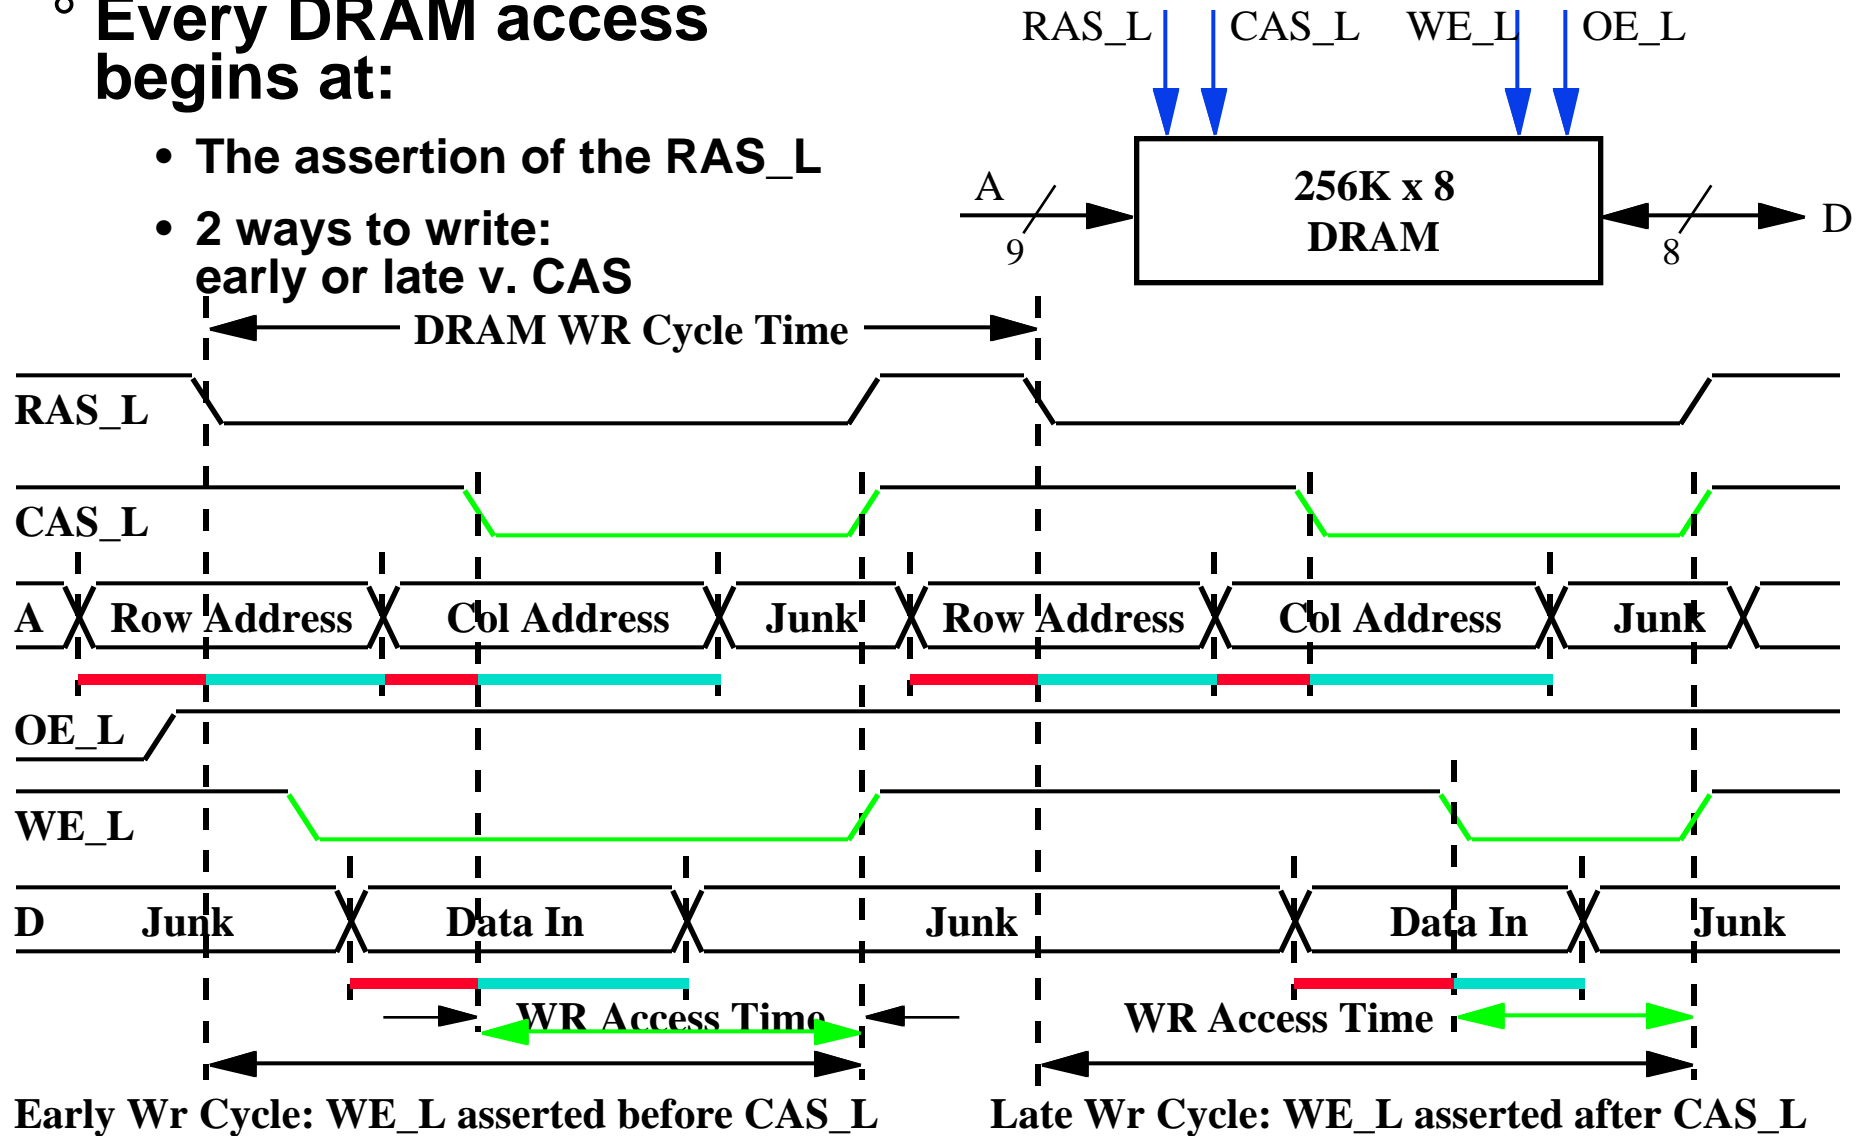 ° Every DRAM access
begins at:
• The assertion of the RAS_L
• 2 ways to write:
early or late v. CAS
RAS_L CAS_L WE_L OE_L
A
9
256K x 8
DRAM
8
D
DRAM WR Cycle Time
RAS_L
CAS_L
A Row Address Col Address Junk Row Address Col Address Junk
OE_L
WE_L
D Junk Data In Junk Data In Junk
WR Access Time WR Access Time
Early Wr Cycle: WE_L asserted before CAS_L Late Wr Cycle: WE_L asserted after CAS_L